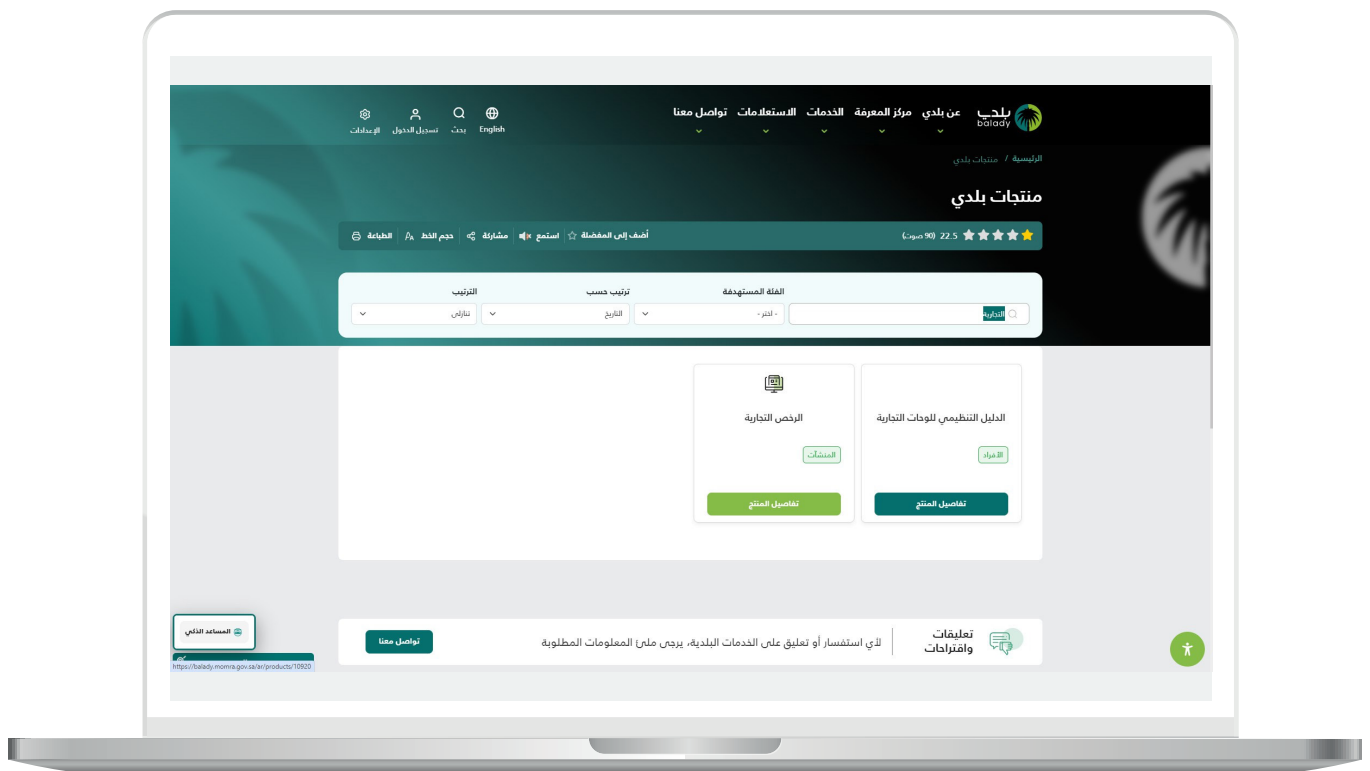 بلدي
balady
عن بلدي مركز المعرفة الخدمات الاستعلامات تواصل معنا
English بحث تسجيل الدخول الإعدادات
الرئيسية / منتجات بلدي
منتجات بلدي
22.5 (90 صوت)
أضف إلى المفضلة استمع مشاركة حجم الخط الطباعة
الفئة المستهدفة ترتيب حسب الترتيب
التجارية - اختر - التاريخ تنازلي
الدليل التنظيمي للوحات التجارية
الأفراد
تفاصيل المنتج
الرخص التجارية
المنشآت
تفاصيل المنتج
تعليقات
واقتراحات
لأي استفسار أو تعليق على الخدمات البلدية، يرجى ملئ المعلومات المطلوبة
تواصل معنا
المساعد الذكي
https://balady.momra.gov.sa/ar/products/10920